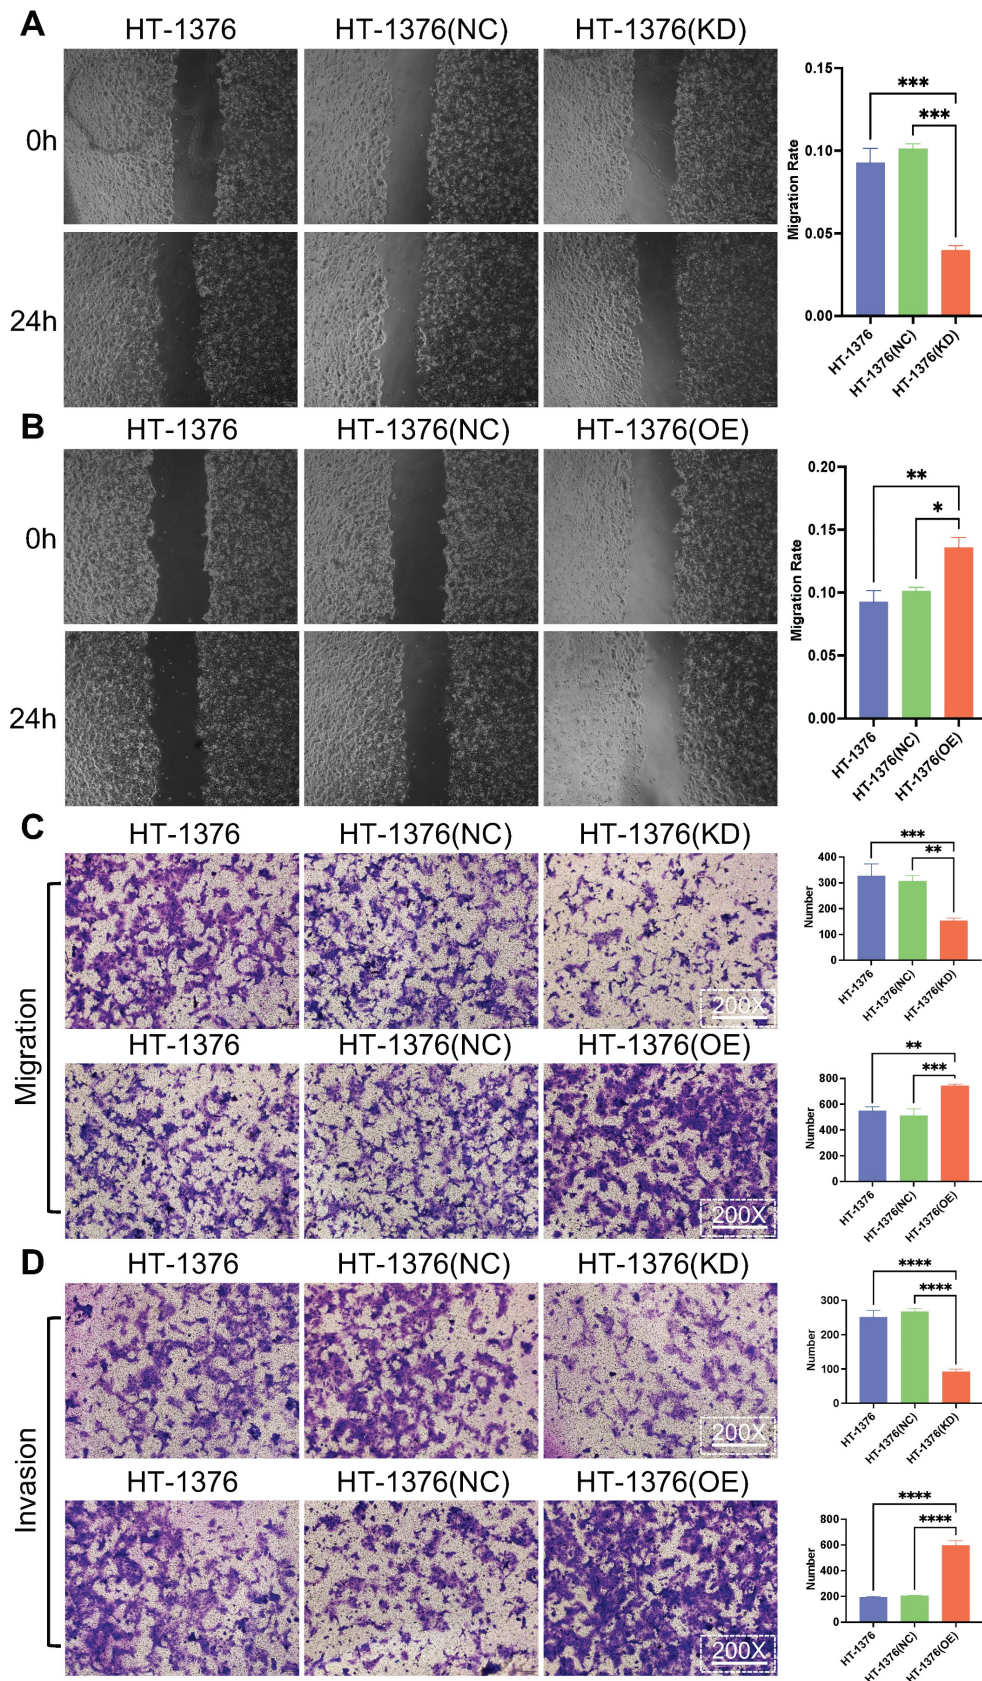 A
HT-1376 HT-1376(NC) HT-1376(KD)
0h
24h
0.15
0.10
0.05
0.00
Migration Rate
***
***
HT-1376
HT-1376(NC)
HT-1376(KD)
B
HT-1376 HT-1376(NC) HT-1376(OE)
0h
24h
0.20
0.15
0.10
0.05
0.00
Migration Rate
**
*
HT-1376
HT-1376(NC)
HT-1376(OE)
C
Migration
HT-1376 HT-1376(NC) HT-1376(KD)
200X
400
300
200
100
0
Number
***
**
HT-1376
HT-1376(NC)
HT-1376(KD)
HT-1376 HT-1376(NC) HT-1376(OE)
200X
800
600
400
200
0
Number
**
***
HT-1376
HT-1376(NC)
HT-1376(OE)
D
Invasion
HT-1376 HT-1376(NC) HT-1376(KD)
200X
300
200
100
0
Number
****
****
HT-1376
HT-1376(NC)
HT-1376(KD)
HT-1376 HT-1376(NC) HT-1376(OE)
200X
800
600
400
200
0
Number
****
****
HT-1376
HT-1376(NC)
HT-1376(OE)